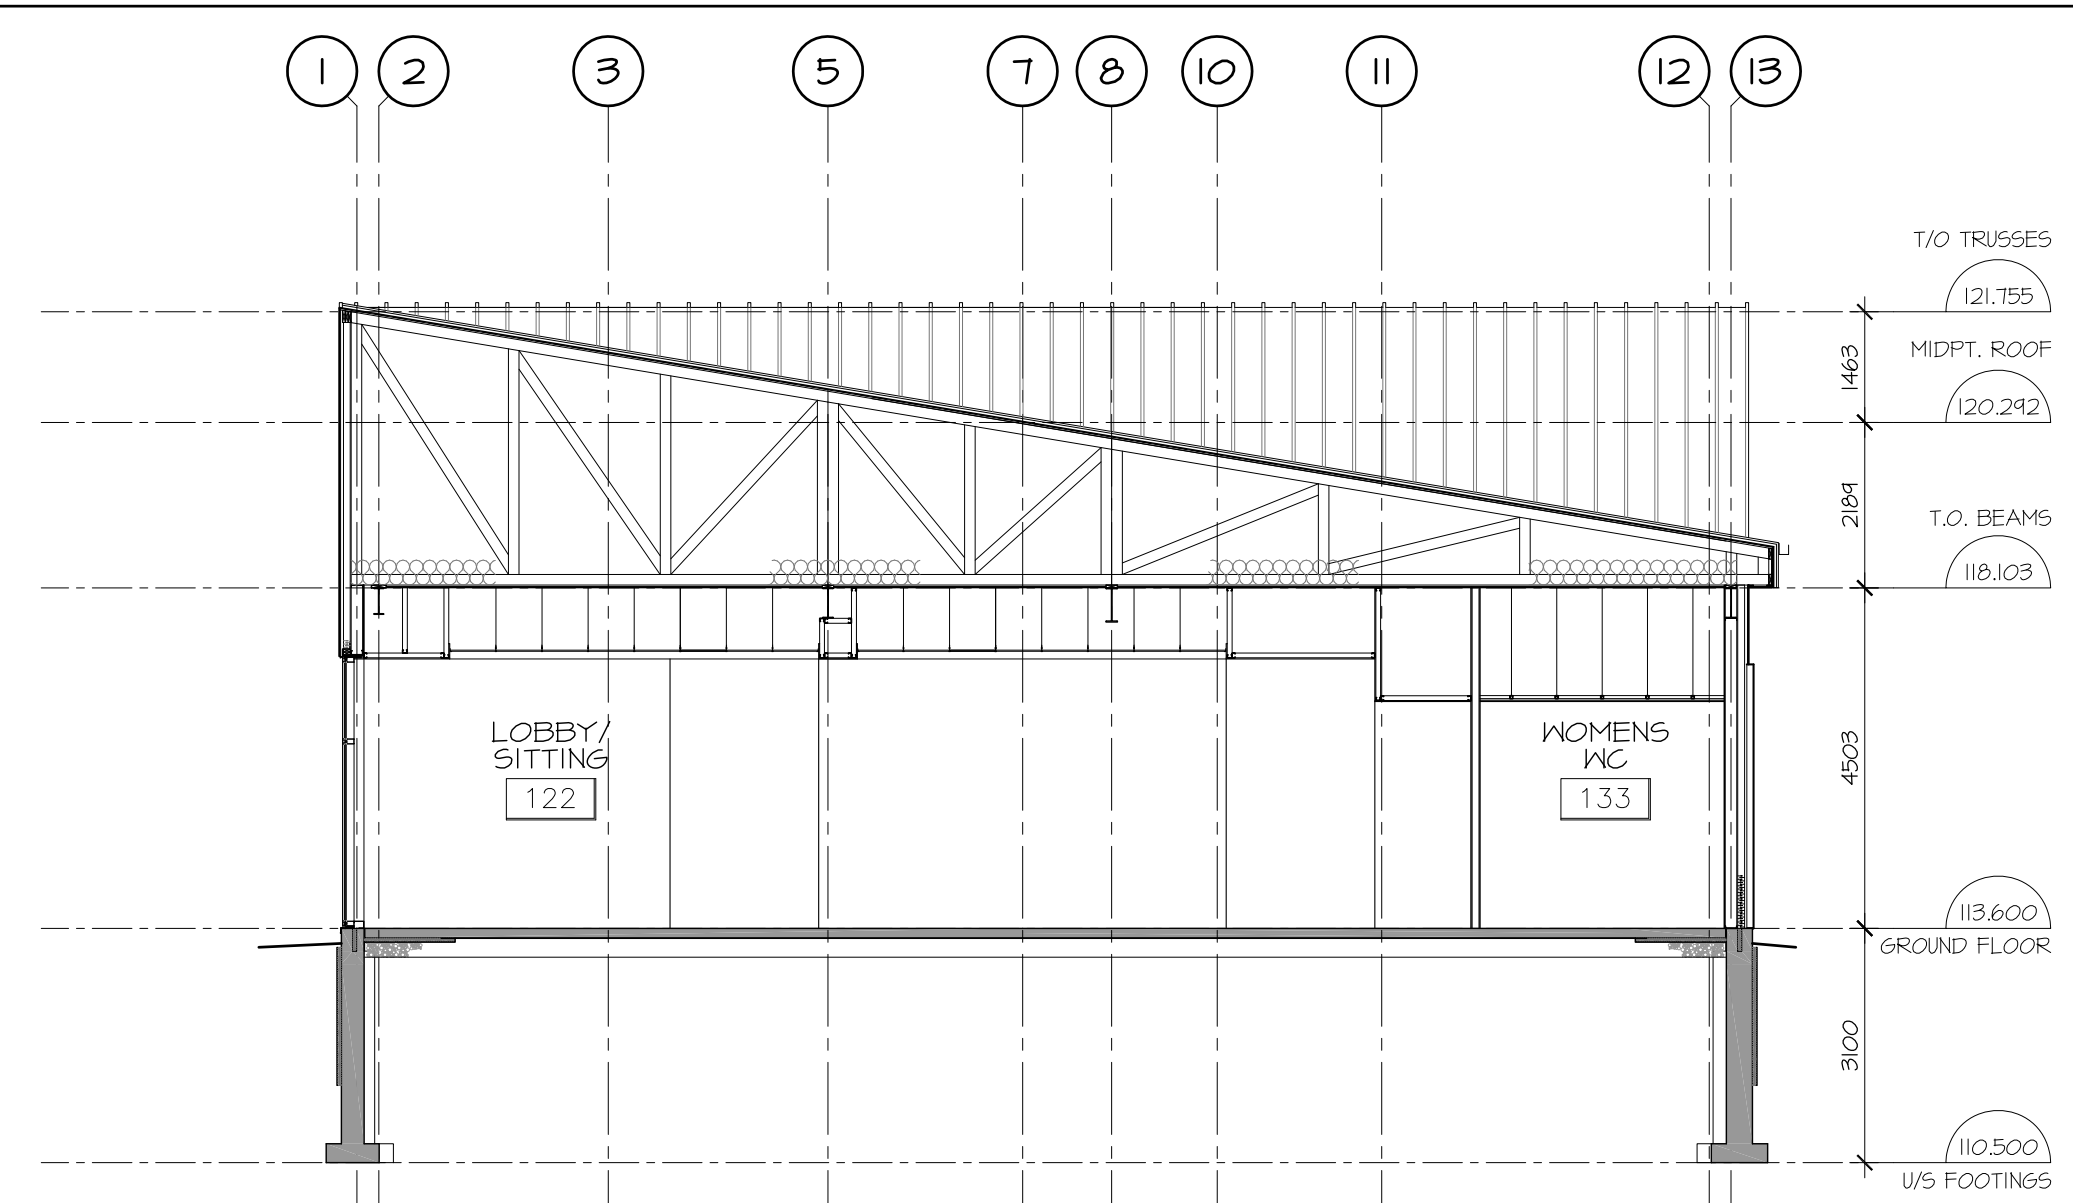 1 2 3 5 7 8 10 11 12 13
T/O TRUSSES
121.755
1463
MIDPT. ROOF
120.292
2189
T.O. BEAMS
118.103
LOBBY/
SITTING
122
WOMENS
WC
133
4503
113.600
GROUND FLOOR
3100
110.500
U/S FOOTINGS